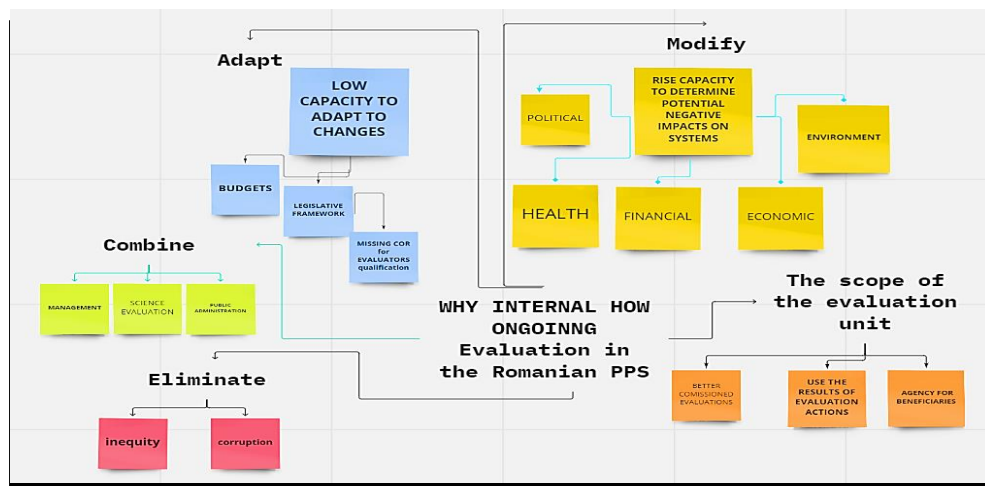 Adapt
LOW
CAPACITY TO
ADAPT TO
CHANGES
BUDGETS
LEGISLATIVE
FRAMEWORK
MISSING COR
for
EVALUATORS
qualification
Modify
RISE CAPACITY
TO DETERMINE
POTENTIAL
NEGATIVE
IMPACTS ON
SYSTEMS
POLITICAL
ENVIRONMENT
HEALTH
FINANCIAL
ECONOMIC
Combine
MANAGEMENT
SCIENCE
EVALUATION
PUBLIC
ADMINISTRATION
WHY INTERNAL HOW
ONGOINNG
Evaluation in
the Romanian PPS
The scope of
the evaluation
unit
BETTER
COMISSIONED
EVALUATIONS
USE THE
RESULTS OF
EVALUATION
ACTIONS
AGENCY FOR
BENEFICIARIES
Eliminate
inequity
corruption